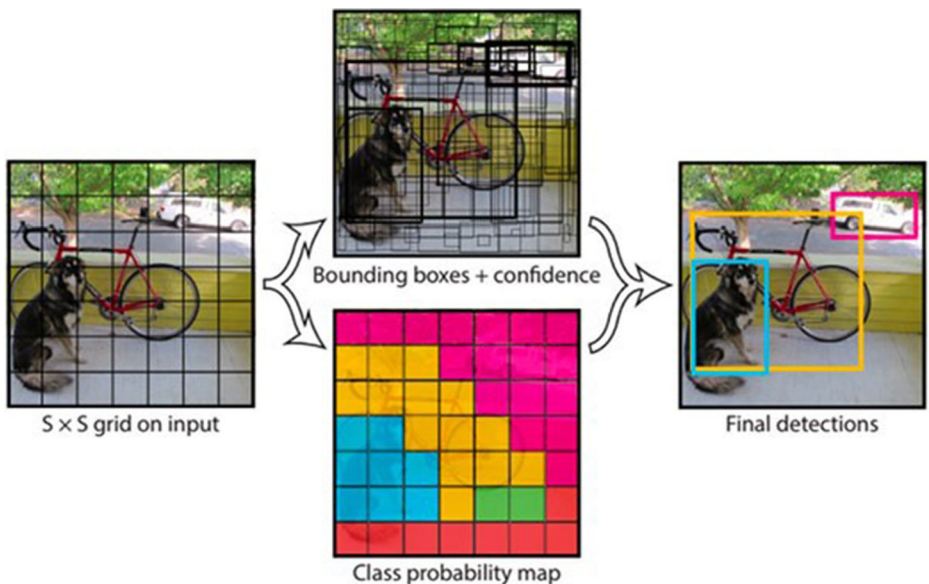 Bounding boxes + confidence
S × S grid on input
Final detections
Class probability map